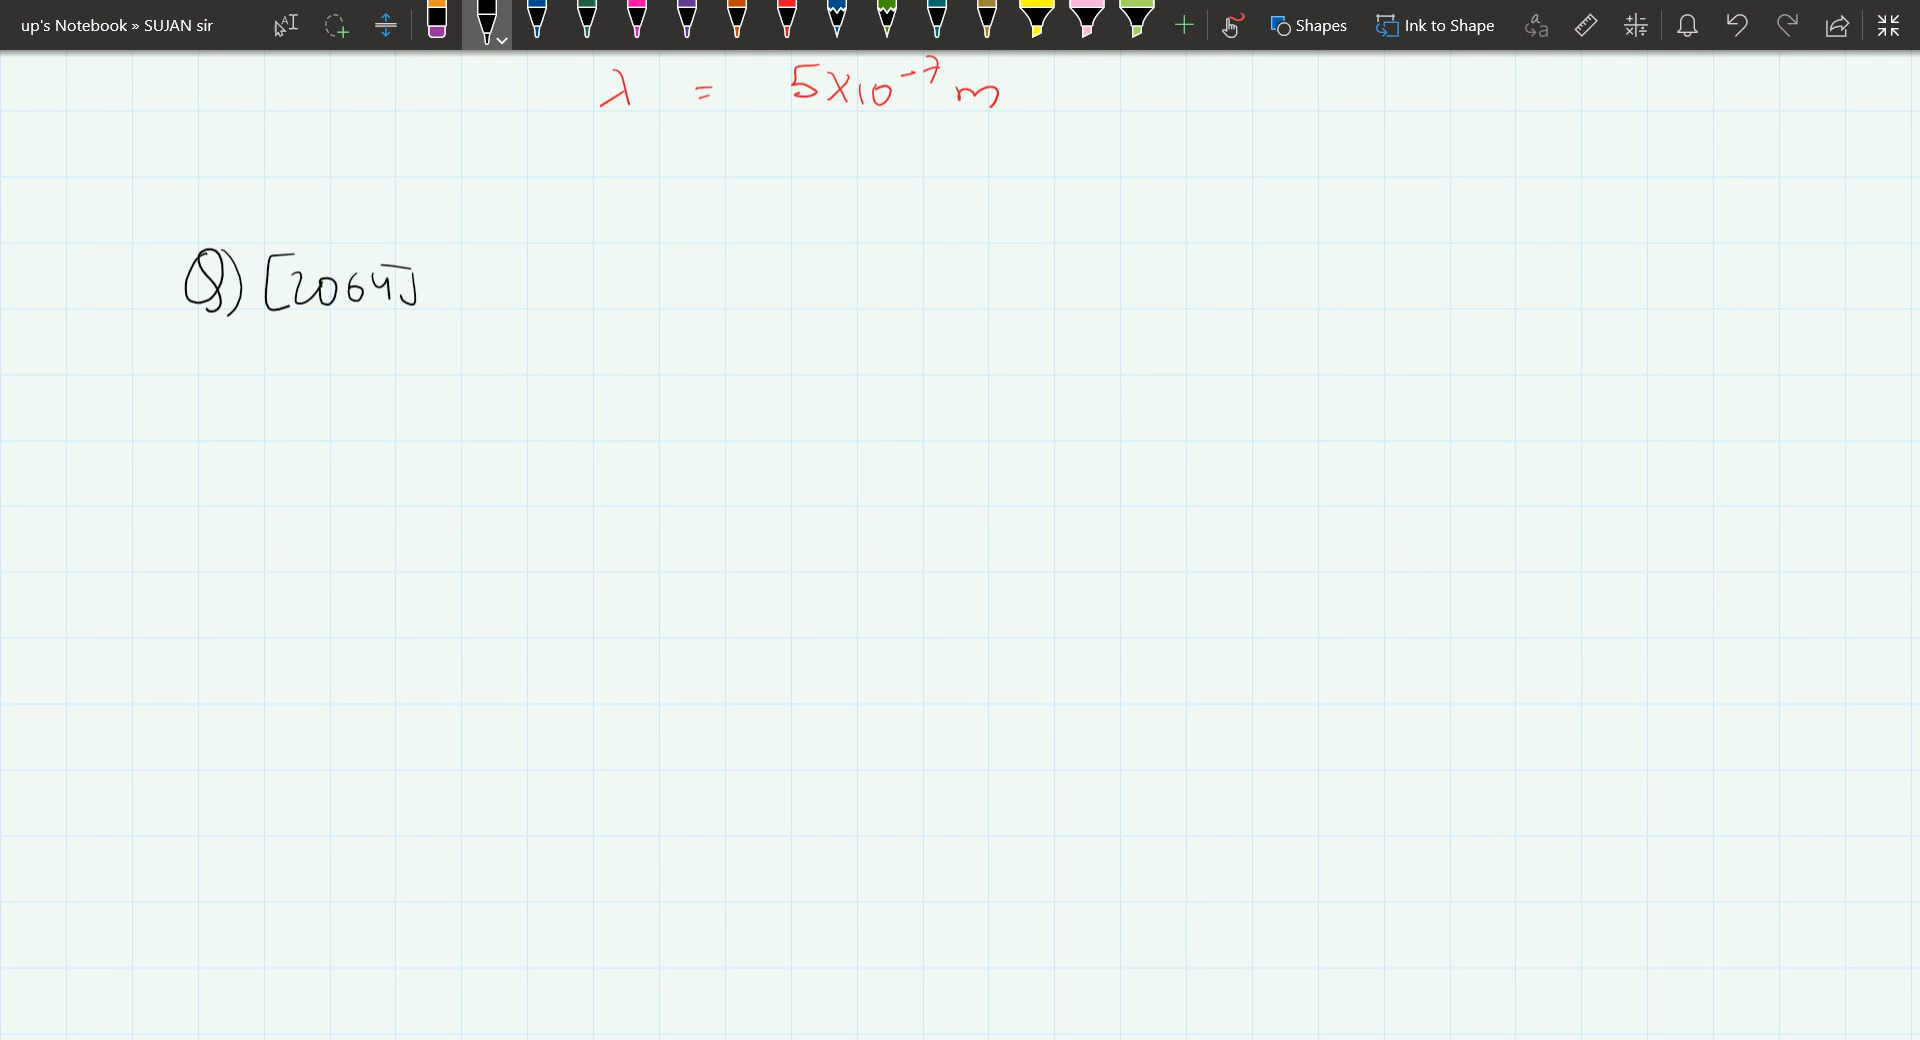 up's Notebook » SUJAN sir
Shapes
Ink to Shape
λ = 5×10⁻⁷ m
Q) [2064]